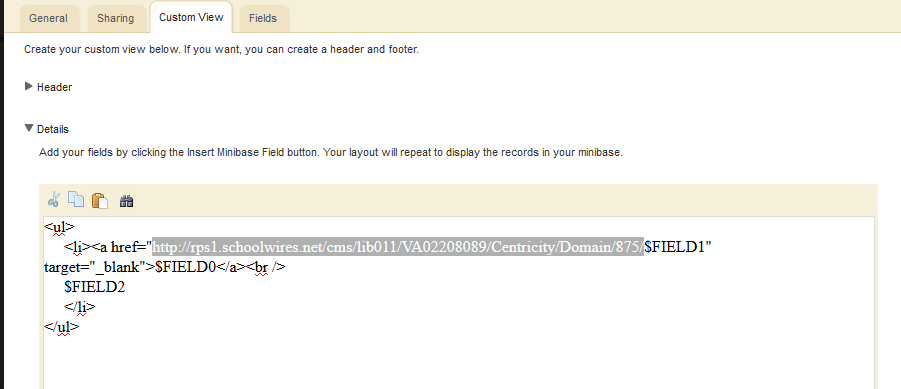 General Sharing Custom View Fields
Create your custom view below. If you want, you can create a header and footer.
Header
Details
Add your fields by clicking the Insert Minibase Field button. Your layout will repeat to display the records in your minibase.
<ul>
<li><a href="http://rps1.schoolwires.net/cms/lib011/VA02208089/Centricity/Domain/875/$FIELD1"
target="_blank">$FIELD0</a><br />
$FIELD2
</li>
</ul>